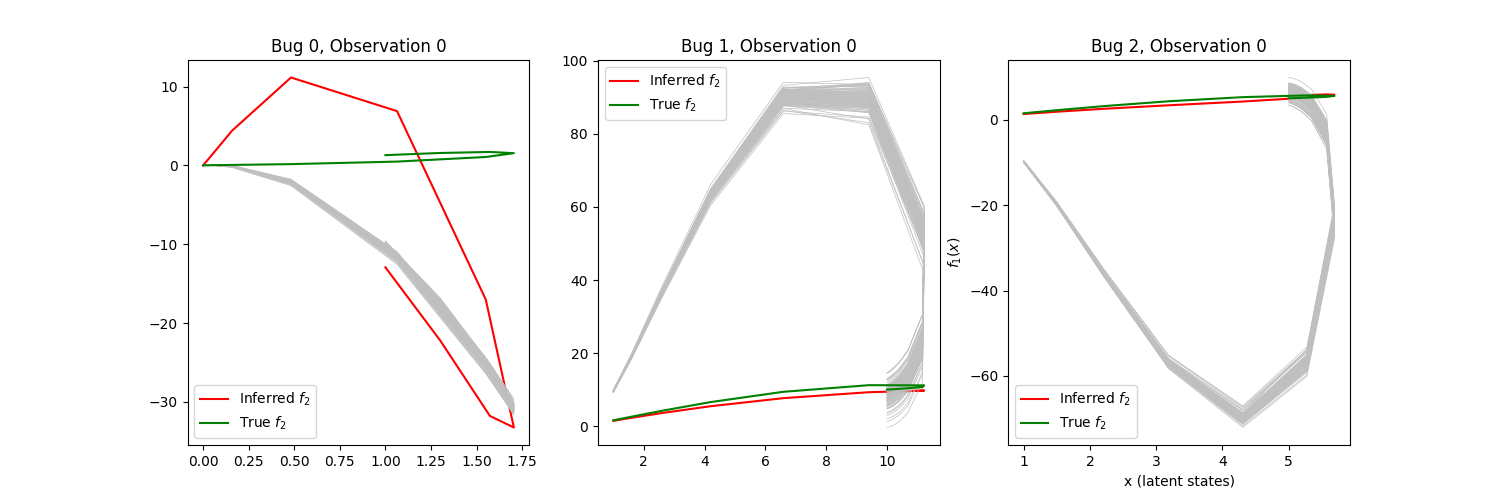 Bug 0, Observation 0
10
0
−10
−20
−30
Inferred f₂
True f₂
0.00 0.25 0.50 0.75 1.00 1.25 1.50 1.75
Bug 1, Observation 0
Inferred f₂
True f₂
100
80
60
40
20
0
2 4 6 8 10
Bug 2, Observation 0
f₁(x)
0
−20
−40
−60
Inferred f₂
True f₂
1 2 3 4 5
x (latent states)